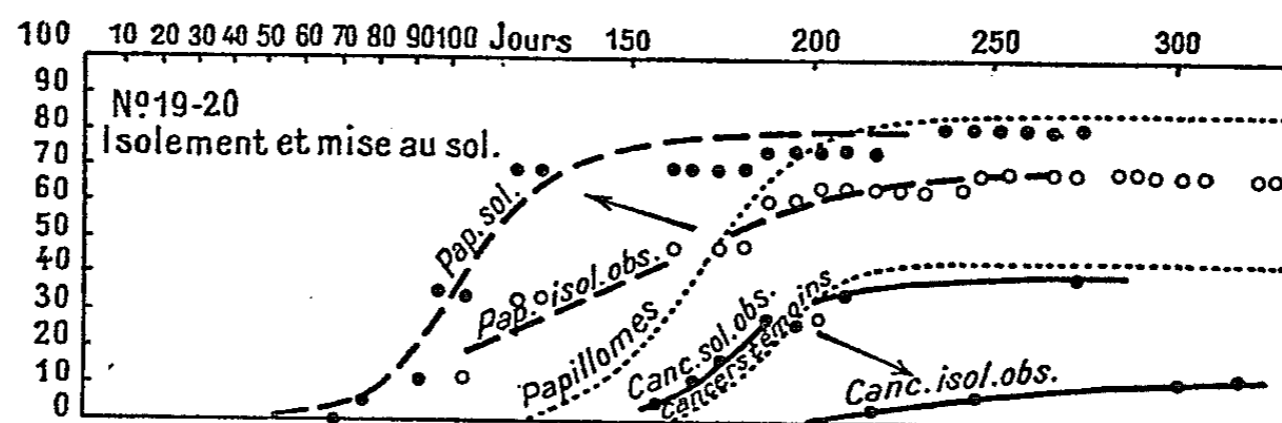 100 10 20 30 40 50 60 70 80 90 100 Jours 150 200 250 300
90
80
70
60
50
40
30
20
10
0
Nº 19-20
Isolement et mise au sol.
Pap. sol.
Pap. isol. obs.
Papillomes
Canc. sol. obs.
cancers témoins
Canc. isol. obs.